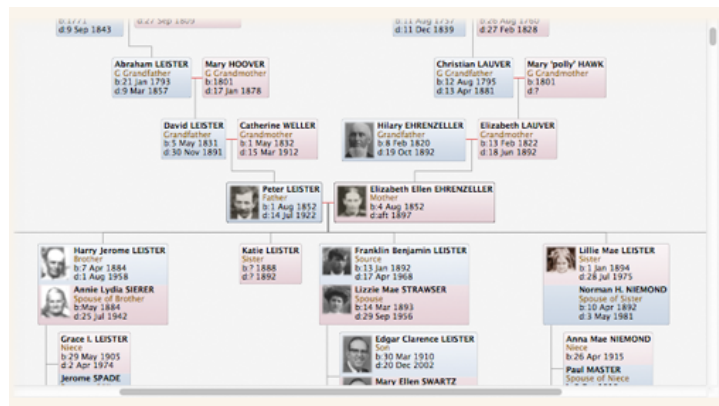 b:1771
d:9 Sep 1843
d:27 Sep 1809
b:11 Aug 1757
d:11 Dec 1839
b:26 Aug 1760
d:27 Feb 1828
Abraham LEISTER
G Grandfather
b:21 Jan 1793
d:9 Mar 1857
Mary HOOVER
G Grandmother
b:1801
d:17 Jan 1878
Christian LAUVER
G Grandfather
b:12 Aug 1795
d:13 Apr 1881
Mary 'polly' HAWK
G Grandmother
b:1801
d:?
David LEISTER
Grandfather
b:5 May 1831
d:30 Nov 1891
Catherine WELLER
Grandmother
b:1 May 1832
d:15 Mar 1912
Hilary EHRENZELLER
Grandfather
b:8 Feb 1820
d:19 Oct 1892
Elizabeth LAUVER
Grandmother
b:13 Feb 1822
d:18 Jun 1892
Peter LEISTER
Father
b:1 Aug 1852
d:14 Jul 1922
Elizabeth Ellen EHRENZELLER
Mother
b:4 Aug 1852
d:aft 1897
Harry Jerome LEISTER
Brother
b:7 Apr 1884
d:1 Aug 1958
Annie Lydia SIERER
Spouse of Brother
b:May 1884
d:25 Jul 1942
Katie LEISTER
Sister
b:? 1888
d:? 1892
Franklin Benjamin LEISTER
Source
b:13 Jan 1892
d:17 Apr 1968
Lizzie Mae STRAWSER
Spouse
b:14 Mar 1893
d:29 Sep 1956
Lillie Mae LEISTER
Sister
b:1 Jan 1894
d:28 Jul 1975
Norman H. NIEMOND
Spouse of Sister
b:10 Apr 1892
d:3 May 1981
Grace I. LEISTER
Niece
b:29 May 1905
d:2 Apr 1974
Jerome SPADE
Edgar Clarence LEISTER
Son
b:30 Mar 1910
d:20 Dec 2002
Mary Ellen SWARTZ
Anna Mae NIEMOND
Niece
b:26 Apr 1915
Paul MASTER
Spouse of Niece